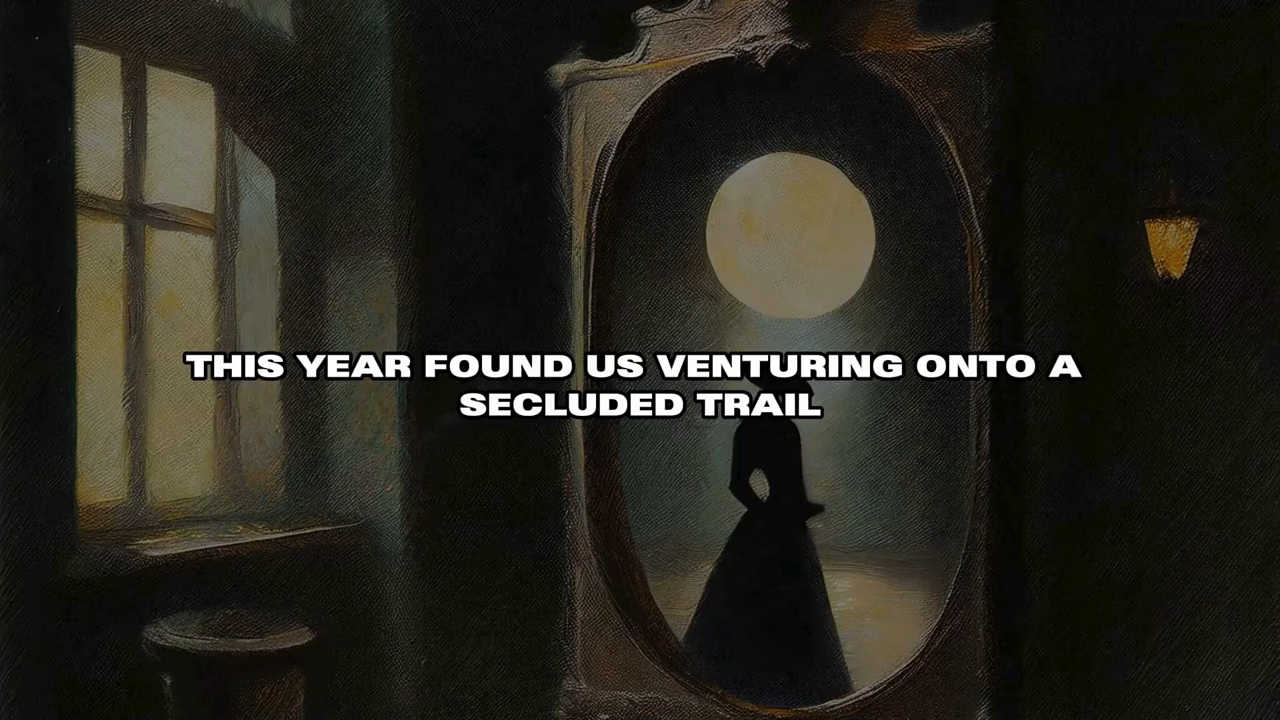 THIS YEAR FOUND US VENTURING ONTO A
SECLUDED TRAIL